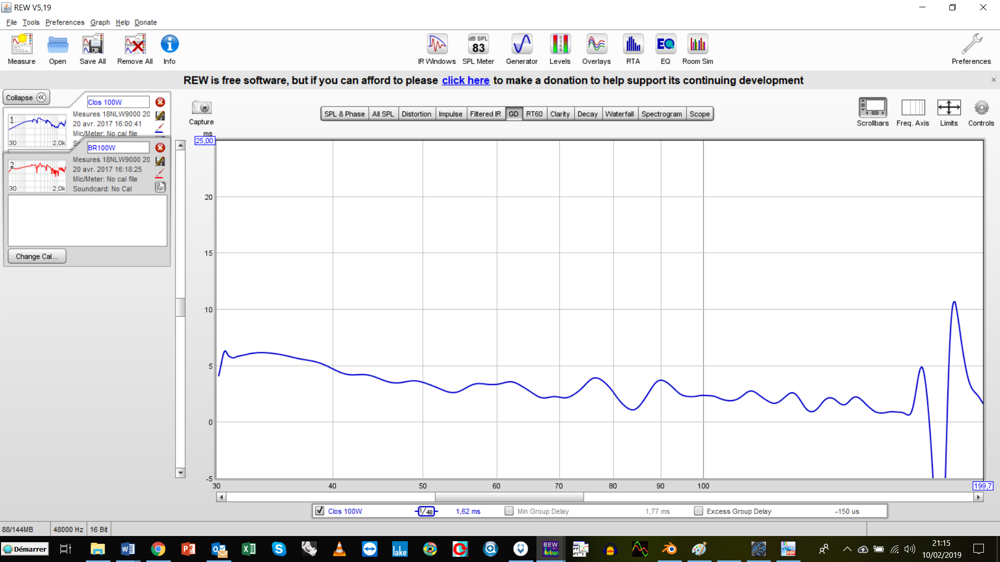 REW V5,19
File Tools Preferences Graph Help Donate
Measure Open Save All Remove All Info IR Windows SPL Meter Generator Levels Overlays RTA EQ Room Sim Preferences
dB SPL
83
EQ
REW is free software, but if you can afford to please click here to make a donation to help support its continuing development
Collapse
Clos 100W
Mesures 18NLW9000 20
20 avr. 2017 16:00:41
Mic/Meter: No cal file
1
30 2,0k
BR100W
Mesures 18NLW9000 20
20 avr. 2017 16:18:25
Mic/Meter: No cal file
Soundcard: No Cal
2
30 2,0k
Change Cal...
Capture
SPL & Phase All SPL Distortion Impulse Filtered IR GD RT60 Clarity Decay Waterfall Spectrogram Scope
Scrollbars Freq. Axis Limits Controls
ms
25,00
20
15
10
5
0
-5
30 40 50 60 70 80 90 100 199,7
Clos 100W 1/48 1,62 ms Min Group Delay 1,77 ms Excess Group Delay -150 us
88/144MB 48000 Hz 16 Bit
Démarrer
lake
REW
PDF
21:15
10/02/2019